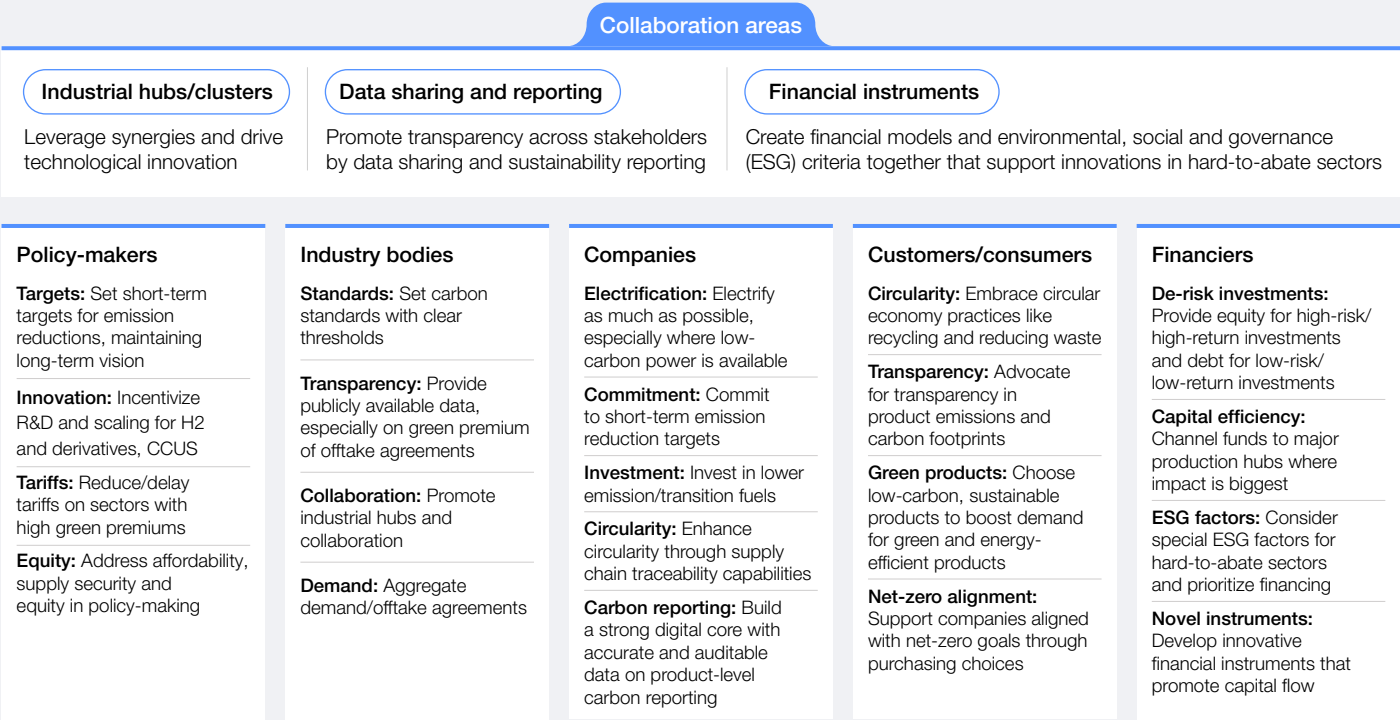 Collaboration areas
Industrial hubs/clusters
Leverage synergies and drive
technological innovation
Data sharing and reporting
Promote transparency across stakeholders
by data sharing and sustainability reporting
Financial instruments
Create financial models and environmental, social and governance
(ESG) criteria together that support innovations in hard-to-abate sectors
Policy-makers
Targets: Set short-term
targets for emission
reductions, maintaining
long-term vision
Innovation: Incentivize
R&D and scaling for H2
and derivatives, CCUS
Tariffs: Reduce/delay
tariffs on sectors with
high green premiums
Equity: Address affordability,
supply security and
equity in policy-making
Industry bodies
Standards: Set carbon
standards with clear
thresholds
Transparency: Provide
publicly available data,
especially on green premium
of offtake agreements
Collaboration: Promote
industrial hubs and
collaboration
Demand: Aggregate
demand/offtake agreements
Companies
Electrification: Electrify
as much as possible,
especially where low-
carbon power is available
Commitment: Commit
to short-term emission
reduction targets
Investment: Invest in lower
emission/transition fuels
Circularity: Enhance
circularity through supply
chain traceability capabilities
Carbon reporting: Build
a strong digital core with
accurate and auditable
data on product-level
carbon reporting
Customers/consumers
Circularity: Embrace circular
economy practices like
recycling and reducing waste
Transparency: Advocate
for transparency in
product emissions and
carbon footprints
Green products: Choose
low-carbon, sustainable
products to boost demand
for green and energy-
efficient products
Net-zero alignment:
Support companies aligned
with net-zero goals through
purchasing choices
Financiers
De-risk investments:
Provide equity for high-risk/
high-return investments
and debt for low-risk/
low-return investments
Capital efficiency:
Channel funds to major
production hubs where
impact is biggest
ESG factors: Consider
special ESG factors for
hard-to-abate sectors
and prioritize financing
Novel instruments:
Develop innovative
financial instruments that
promote capital flow